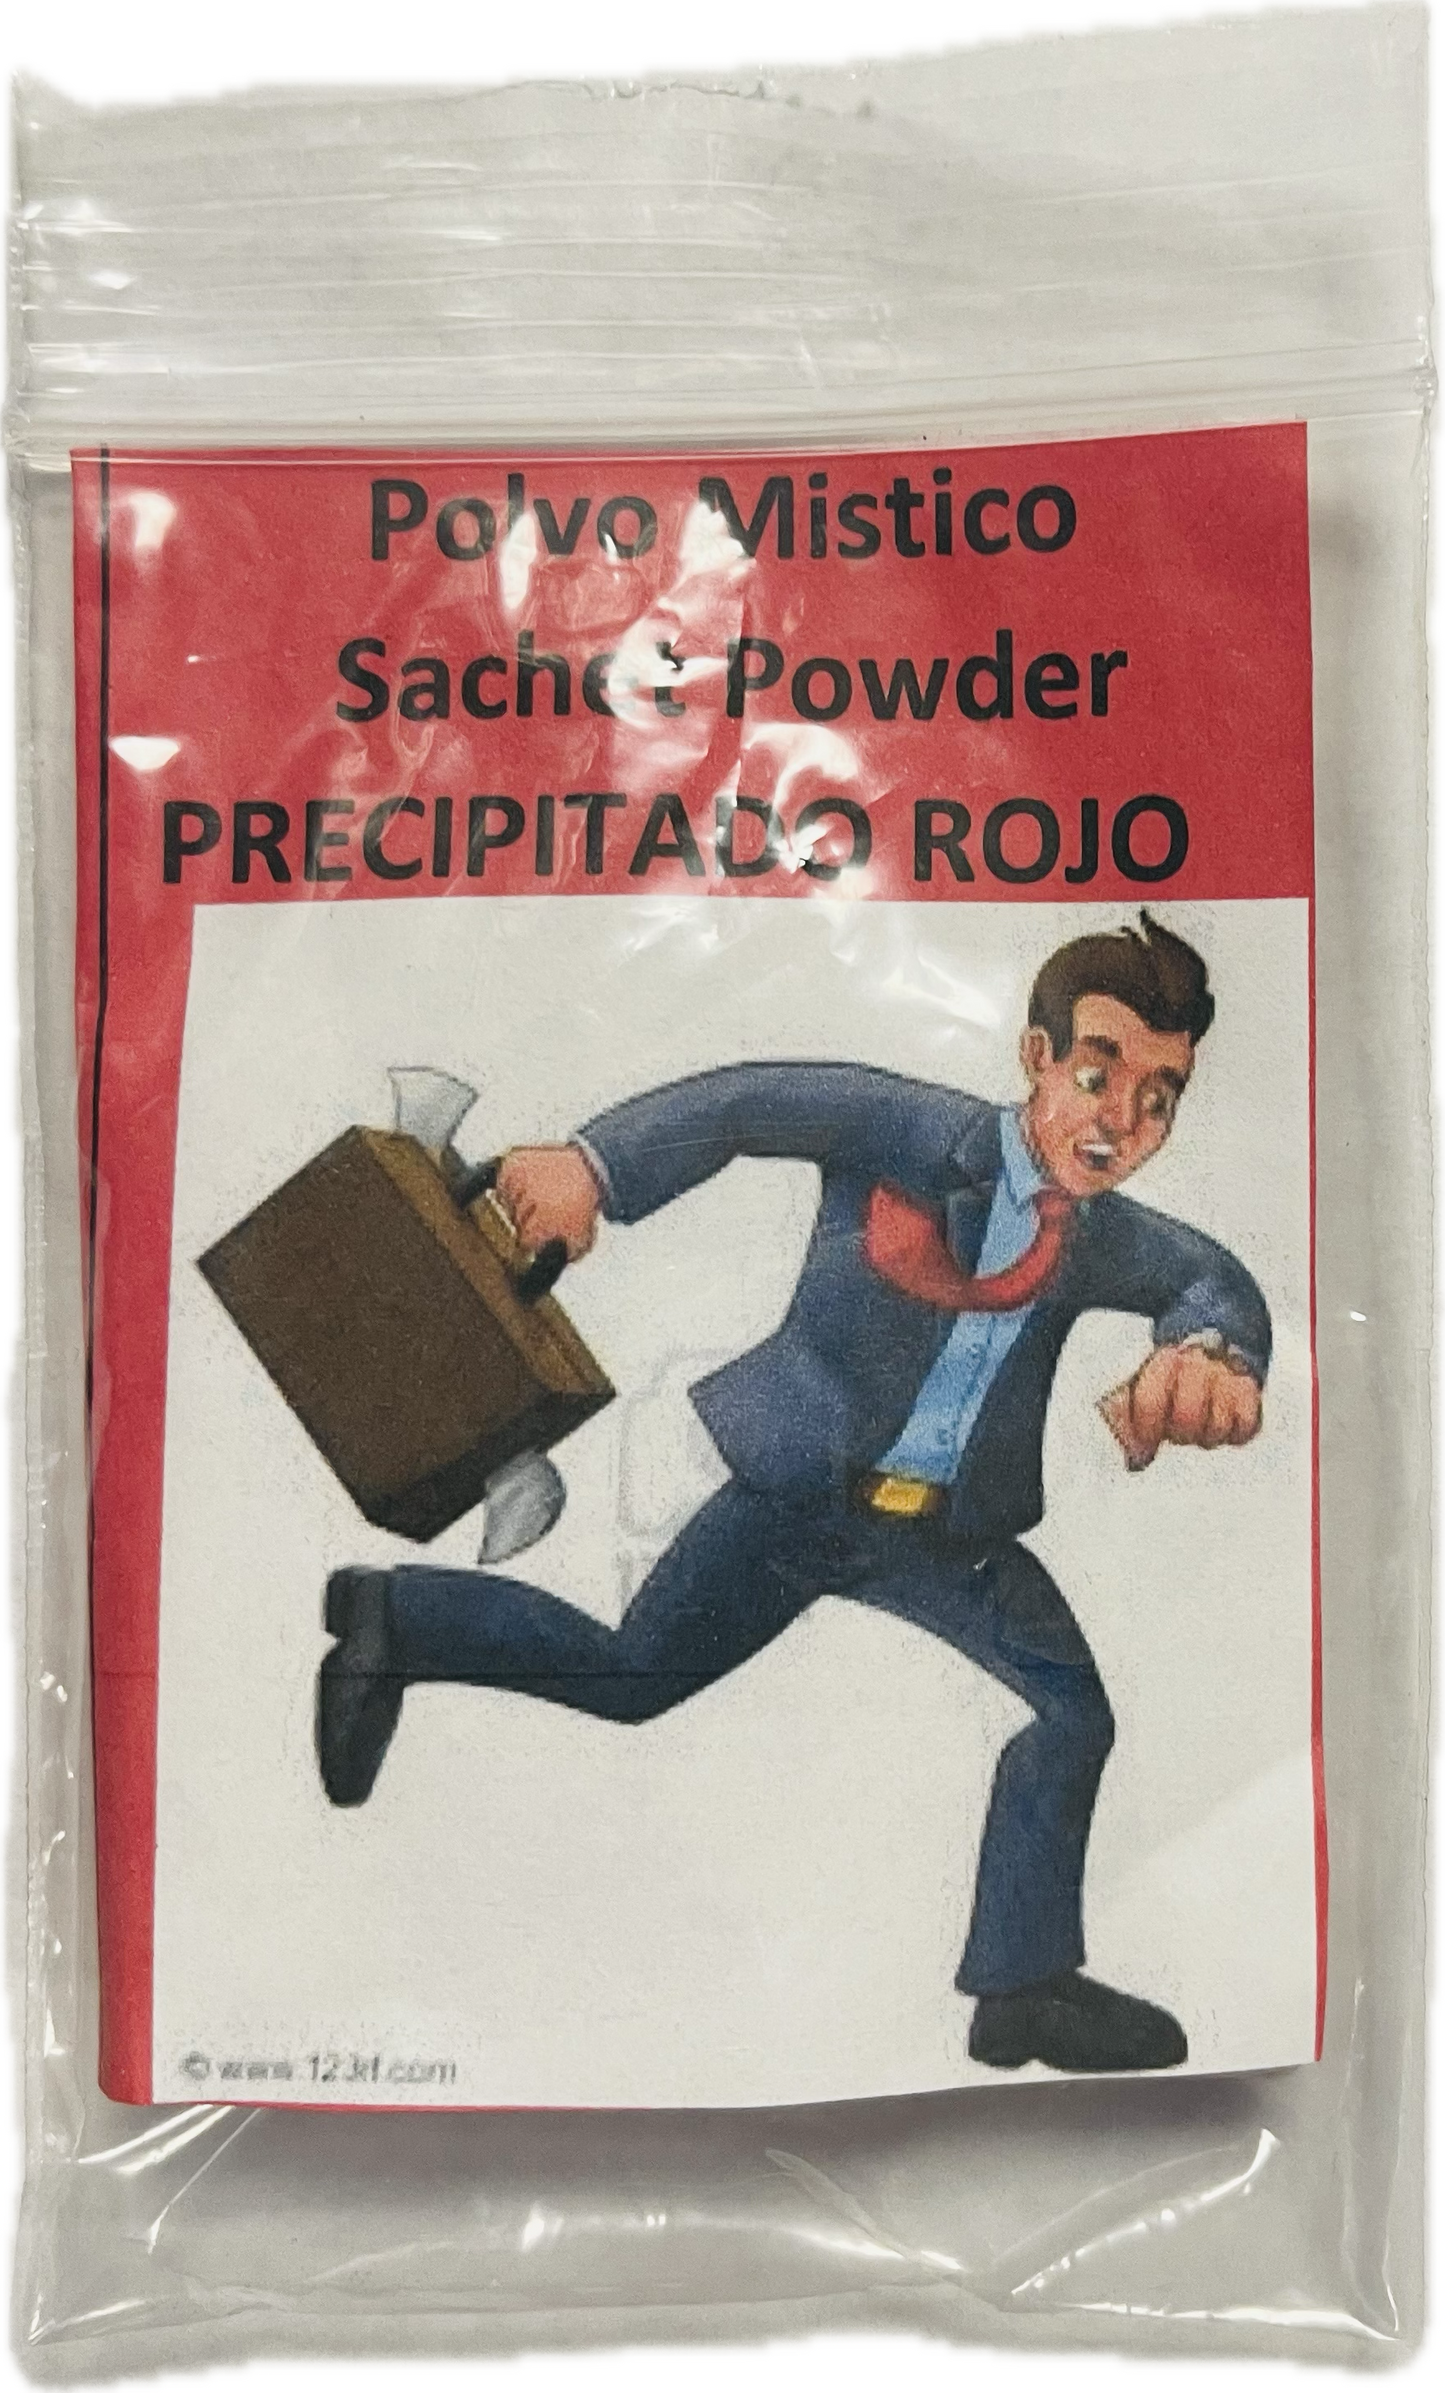 Polvo Mistico
Sachet Powder
PRECIPITADO ROJO